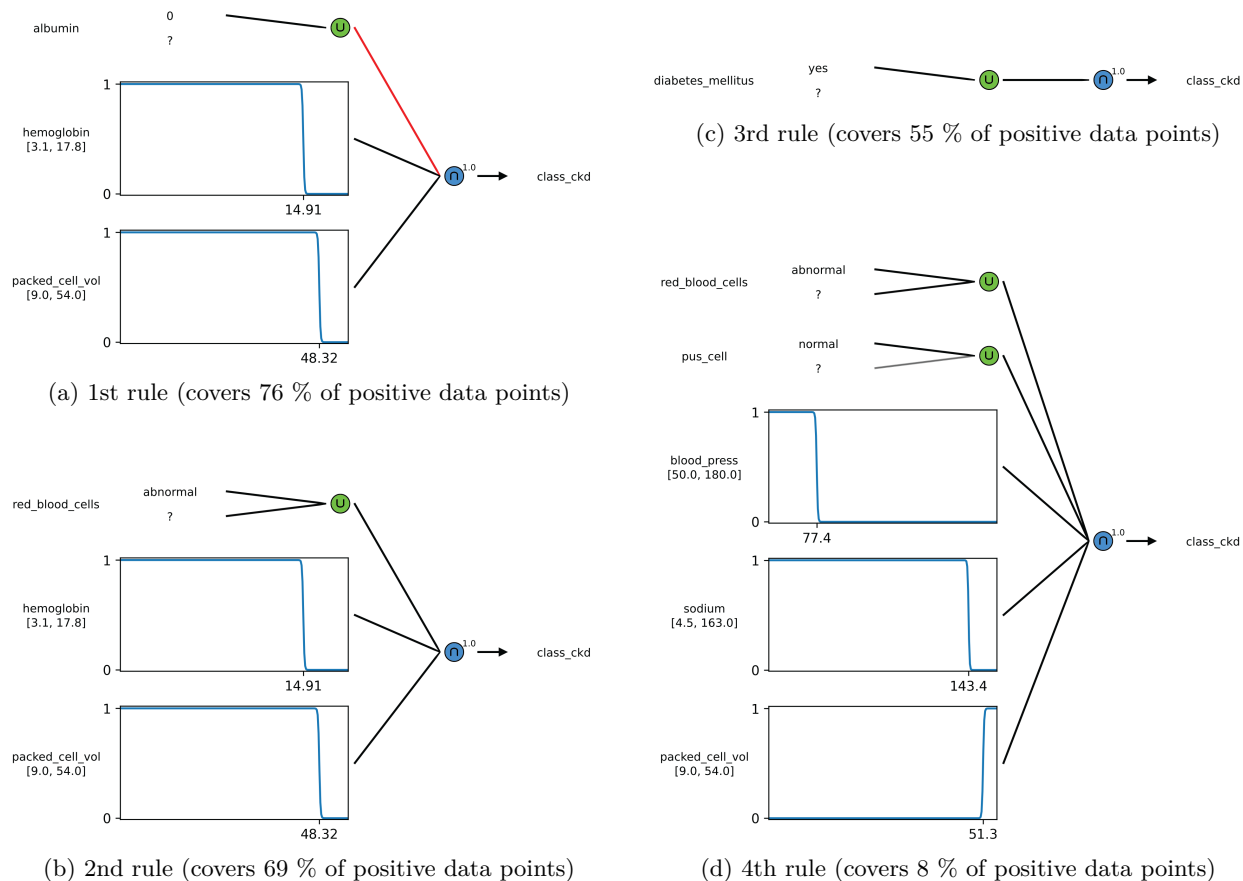 albumin
0
?
∪
1
hemoglobin
[3.1, 17.8]
0
14.91
∩ 1.0
class_ckd
1
packed_cell_vol
[9.0, 54.0]
0
48.32
(a) 1st rule (covers 76 % of positive data points)
red_blood_cells
abnormal
?
∪
1
hemoglobin
[3.1, 17.8]
0
14.91
∩ 1.0
class_ckd
1
packed_cell_vol
[9.0, 54.0]
0
48.32
(b) 2nd rule (covers 69 % of positive data points)
diabetes_mellitus
yes
?
∪
∩ 1.0
class_ckd
(c) 3rd rule (covers 55 % of positive data points)
red_blood_cells
abnormal
?
∪
pus_cell
normal
?
∪
1
blood_press
[50.0, 180.0]
0
77.4
∩ 1.0
class_ckd
1
sodium
[4.5, 163.0]
0
143.4
1
packed_cell_vol
[9.0, 54.0]
0
51.3
(d) 4th rule (covers 8 % of positive data points)